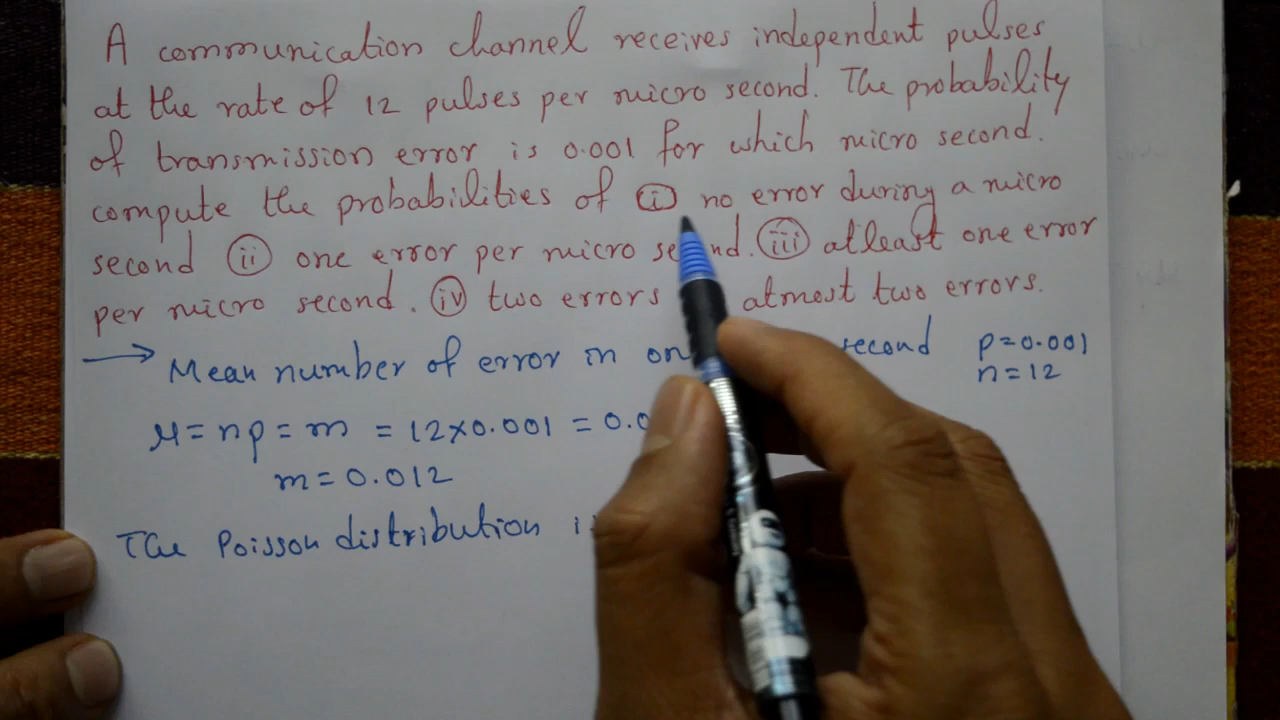 A communication channel receives independent pulses
at the rate of 12 pulses per micro second. The probability
of transmission error is 0.001 for which micro second.
compute the probabilities of (i) no error during a micro
second (ii) one error per micro second. (iii) atleast one error
per micro second. (iv) two errors atmost two errors.
→ Mean number of error in second p=0.001
n=12
μ=np=m =12×0.001=0.0
m=0.012
The Poisson distribution